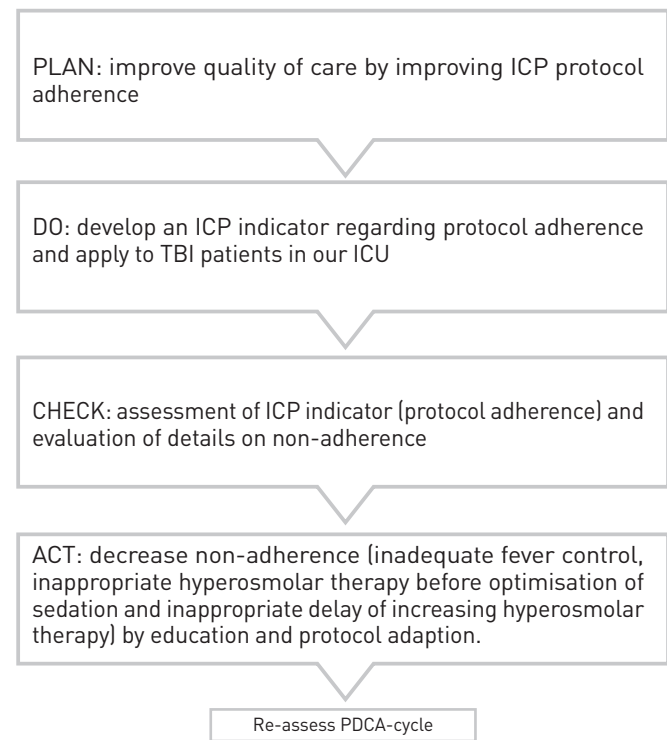 PLAN: improve quality of care by improving ICP protocol
adherence
DO: develop an ICP indicator regarding protocol adherence
and apply to TBI patients in our ICU
CHECK: assessment of ICP indicator (protocol adherence) and
evaluation of details on non-adherence
ACT: decrease non-adherence (inadequate fever control,
inappropriate hyperosmolar therapy before optimisation of
sedation and inappropriate delay of increasing hyperosmolar
therapy) by education and protocol adaption.
Re-assess PDCA-cycle